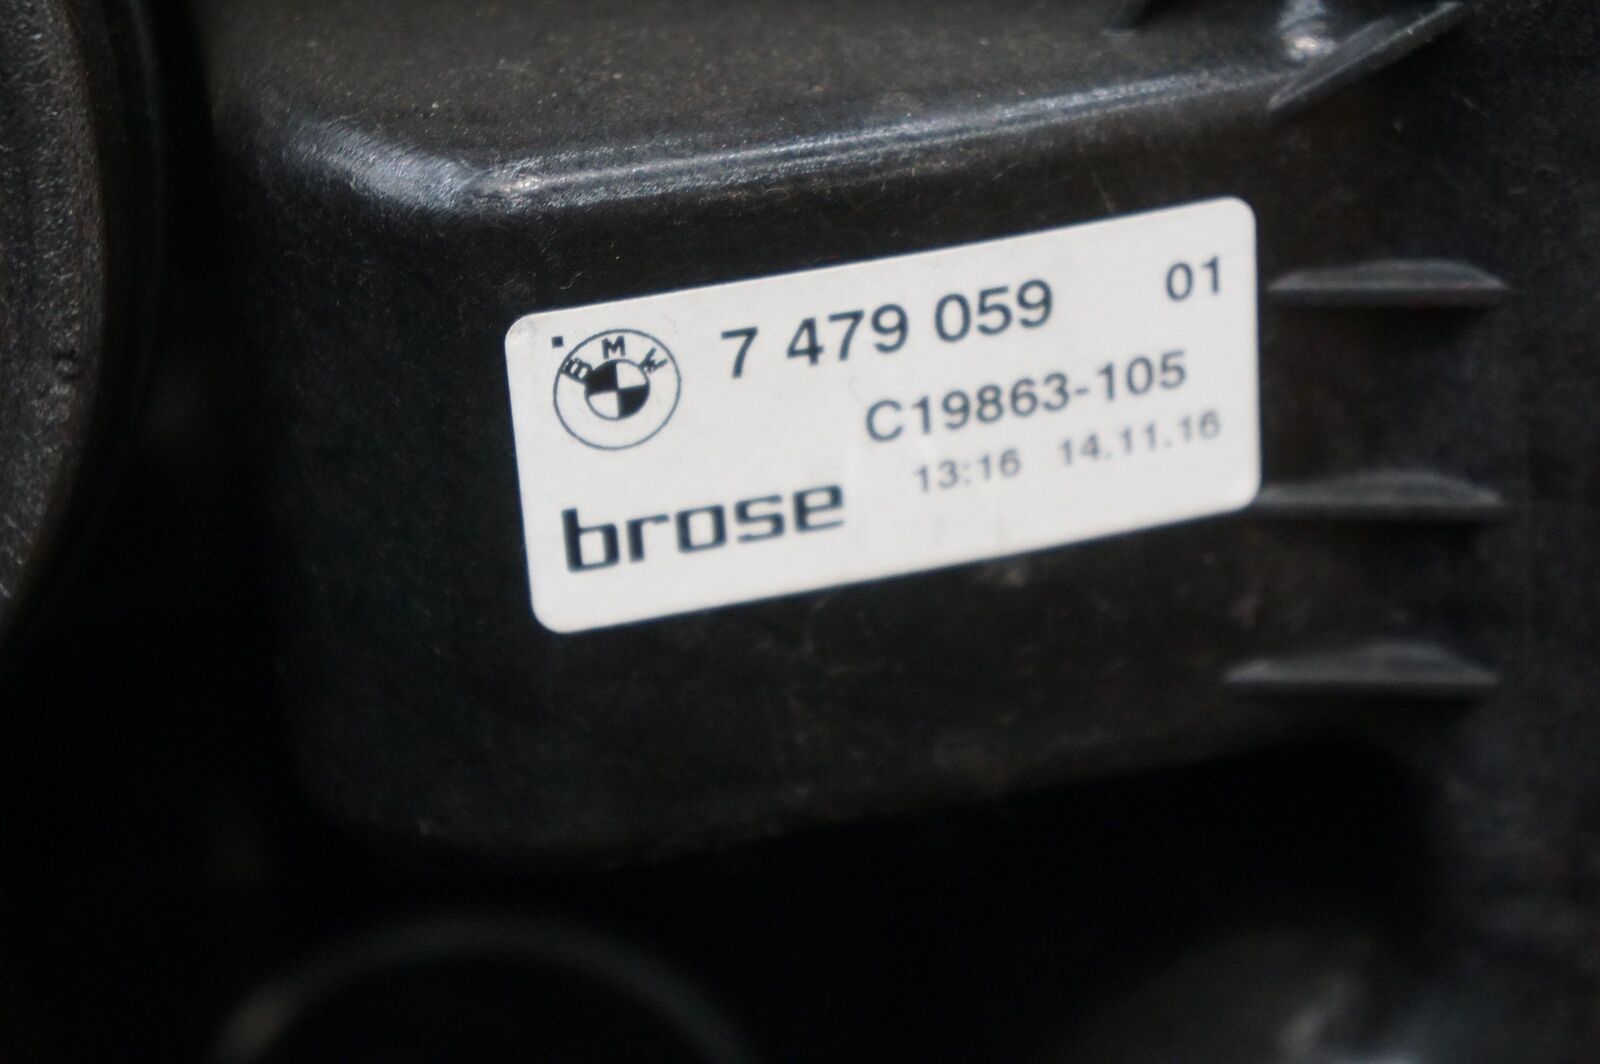 BMW 7 479 059 01
C19863-105
13:16 14.11.16
brose